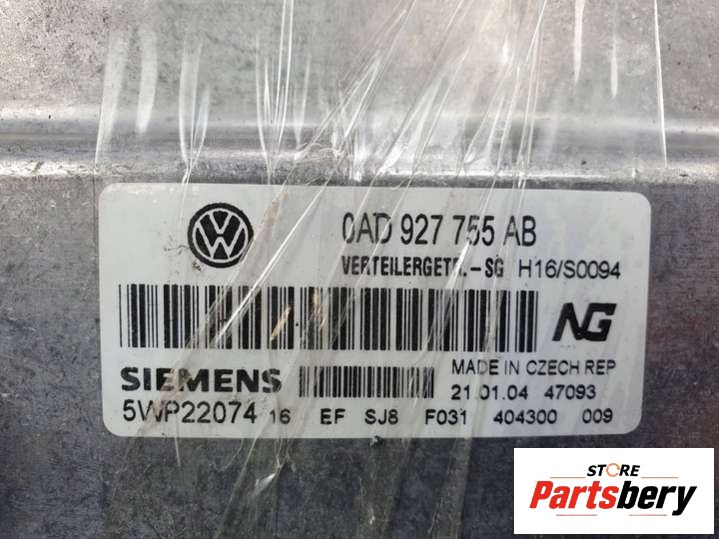 0AD 927 755 AB
VERTEILERGETR.-SG H16/S0094
NG
MADE IN CZECH REP
SIEMENS
21.01.04 47093
5WP22074 16 EF SJ8 F031 404300 009
STORE
Partsbery